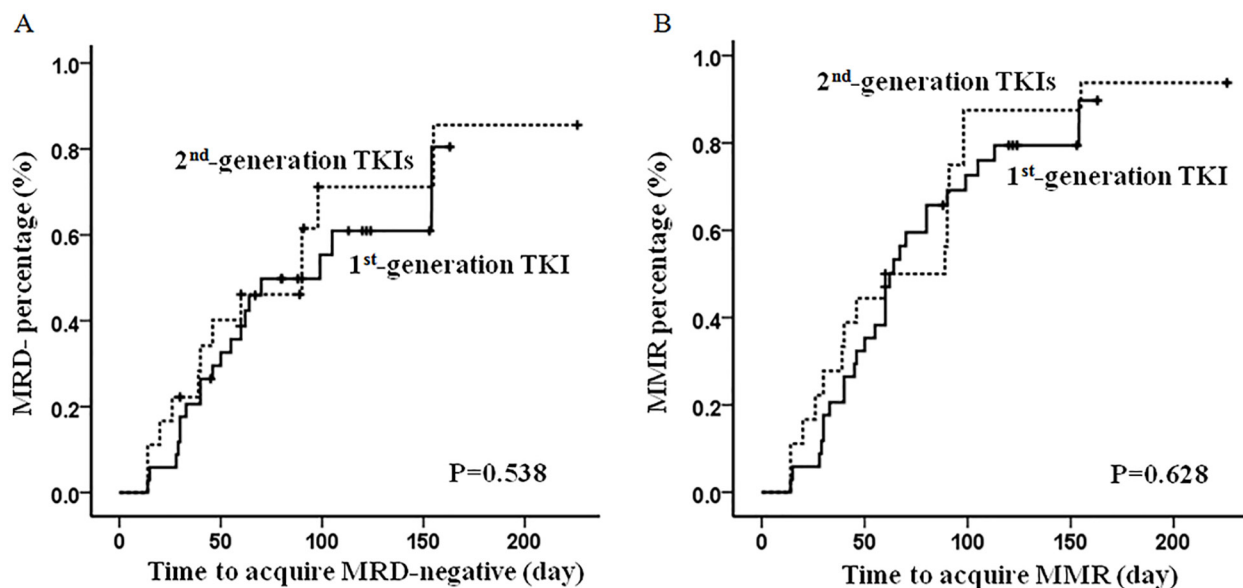 A
MRD- percentage (%)
1.0
0.8
0.6
0.4
0.2
0.0
2nd-generation TKIs
1st-generation TKI
P=0.538
0 50 100 150 200
Time to acquire MRD-negative (day)
B
MMR percentage (%)
1.0
0.8
0.6
0.4
0.2
0.0
2nd-generation TKIs
1st-generation TKI
P=0.628
0 50 100 150 200
Time to acquire MMR (day)